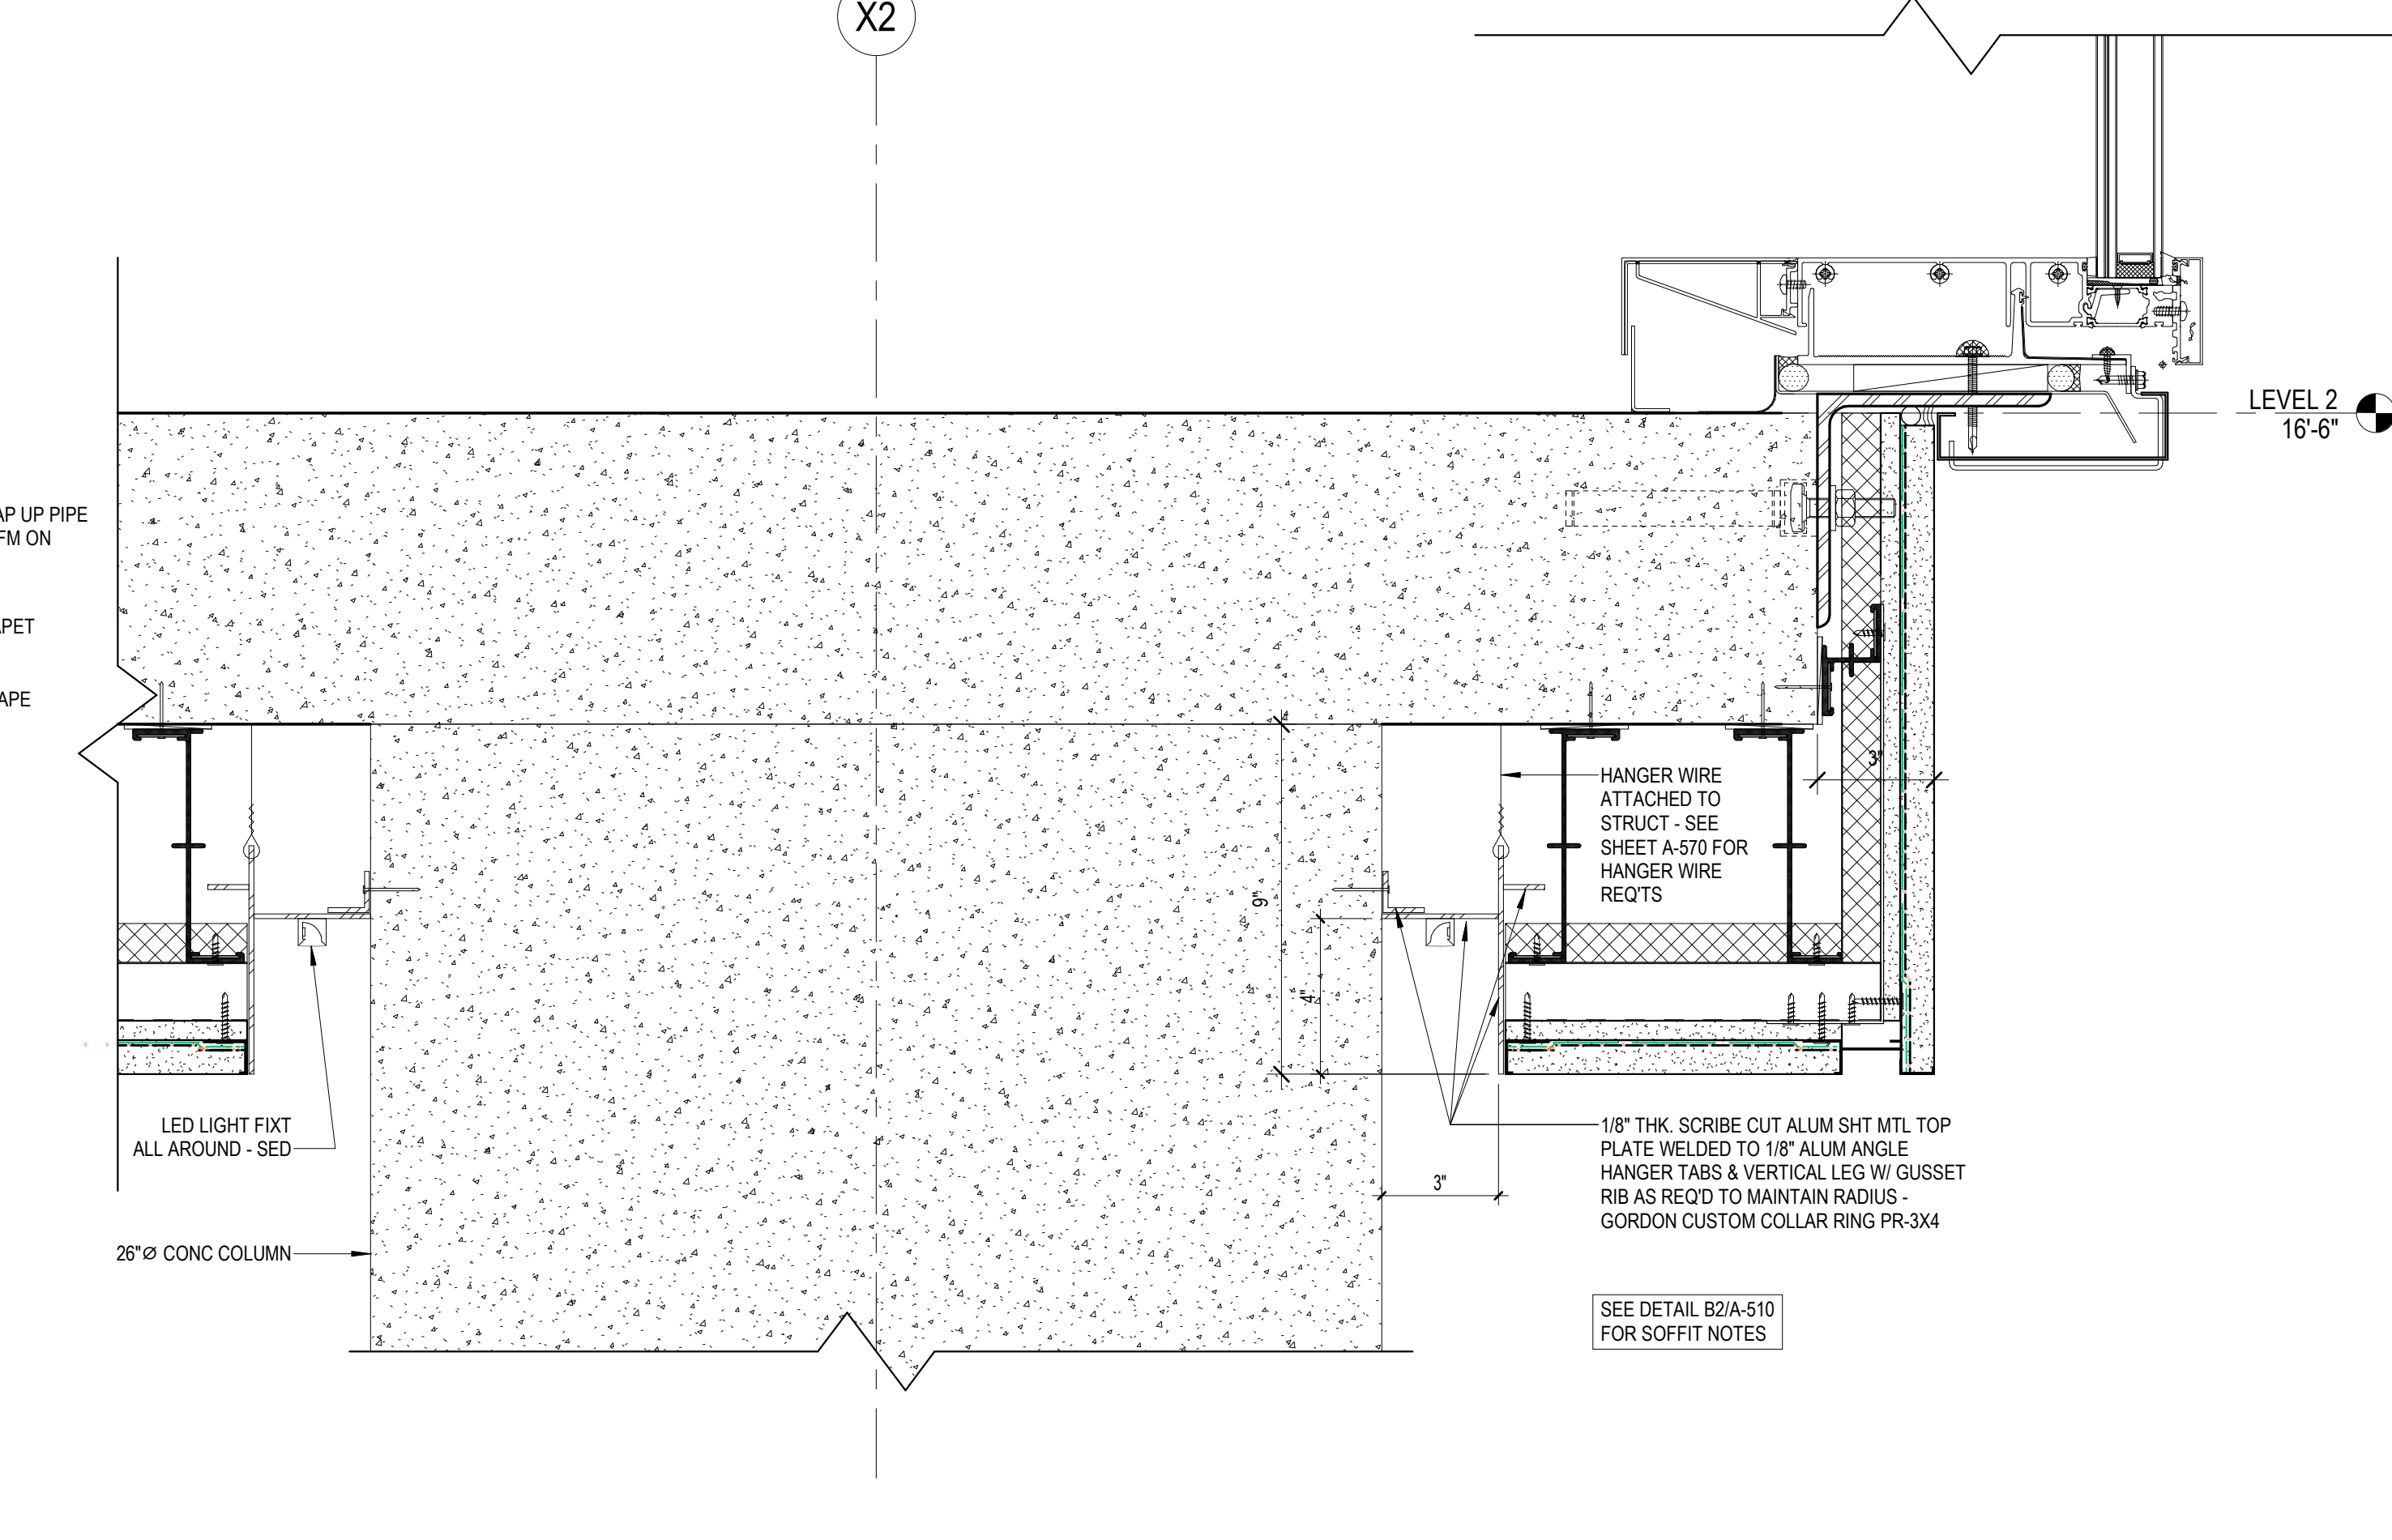 X2
LEVEL 2
16'-6"
AP UP PIPE
FM ON
APET
APE
HANGER WIRE
ATTACHED TO
STRUCT - SEE
SHEET A-570 FOR
HANGER WIRE
REQ'TS
3"
9"
4"
3"
LED LIGHT FIXT
ALL AROUND - SED
26"Ø CONC COLUMN
1/8" THK. SCRIBE CUT ALUM SHT MTL TOP
PLATE WELDED TO 1/8" ALUM ANGLE
HANGER TABS & VERTICAL LEG W/ GUSSET
RIB AS REQ'D TO MAINTAIN RADIUS -
GORDON CUSTOM COLLAR RING PR-3X4
SEE DETAIL B2/A-510
FOR SOFFIT NOTES